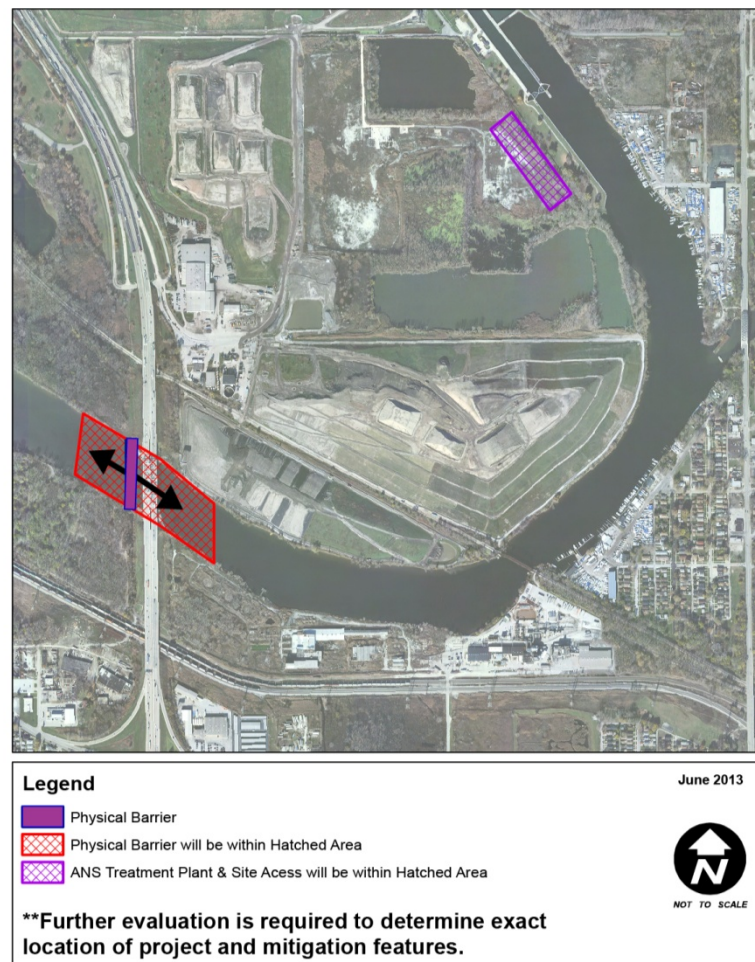 Legend
June 2013
Physical Barrier
Physical Barrier will be within Hatched Area
ANS Treatment Plant & Site Acess will be within Hatched Area
N
NOT TO SCALE
**Further evaluation is required to determine exact
location of project and mitigation features.